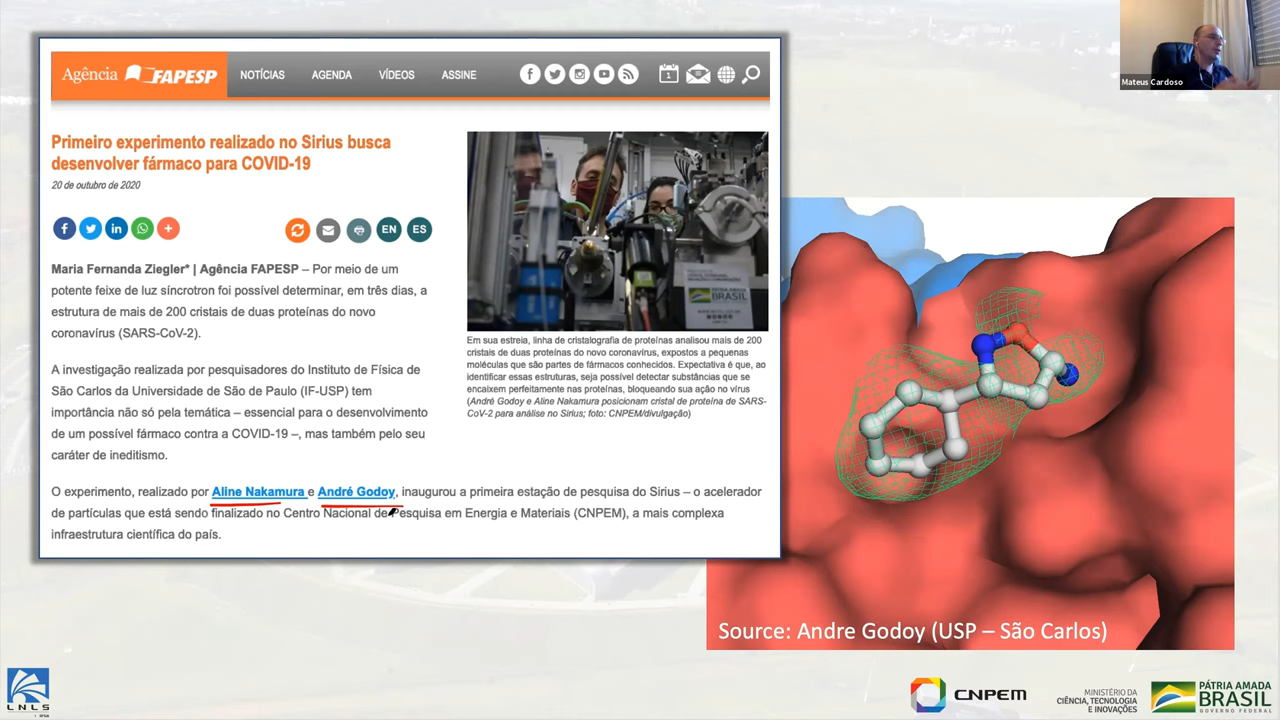 Agência FAPESP
NOTÍCIAS AGENDA VÍDEOS ASSINE
1
Primeiro experimento realizado no Sirius busca
desenvolver fármaco para COVID-19
20 de outubro de 2020
EN ES
Maria Fernanda Ziegler* | Agência FAPESP – Por meio de um
potente feixe de luz síncrotron foi possível determinar, em três dias, a
estrutura de mais de 200 cristais de duas proteínas do novo
coronavírus (SARS-CoV-2).
A investigação realizada por pesquisadores do Instituto de Física de
São Carlos da Universidade de São Paulo (IF-USP) tem
importância não só pela temática – essencial para o desenvolvimento
de um possível fármaco contra a COVID-19 –, mas também pelo seu
caráter de ineditismo.
BRASIL
Em sua estreia, linha de cristalografia de proteínas analisou mais de 200
cristais de duas proteínas do novo coronavírus, expostos a pequenas
moléculas que são partes de fármacos conhecidos. Expectativa é que, ao
identificar essas estruturas, seja possível detectar substâncias que se
encaixem perfeitamente nas proteínas, bloqueando sua ação no vírus
(André Godoy e Aline Nakamura posicionam cristal de proteína de SARS-
CoV-2 para análise no Sirius; foto: CNPEM/divulgação)
O experimento, realizado por Aline Nakamura e André Godoy, inaugurou a primeira estação de pesquisa do Sirius – o acelerador
de partículas que está sendo finalizado no Centro Nacional de Pesquisa em Energia e Materiais (CNPEM), a mais complexa
infraestrutura científica do país.
Mateus Cardoso
Source: Andre Godoy (USP – São Carlos)
LNLS
CNPEM
MINISTÉRIO DA
CIÊNCIA, TECNOLOGIA
E INOVAÇÕES
PÁTRIA AMADA
BRASIL
GOVERNO FEDERAL